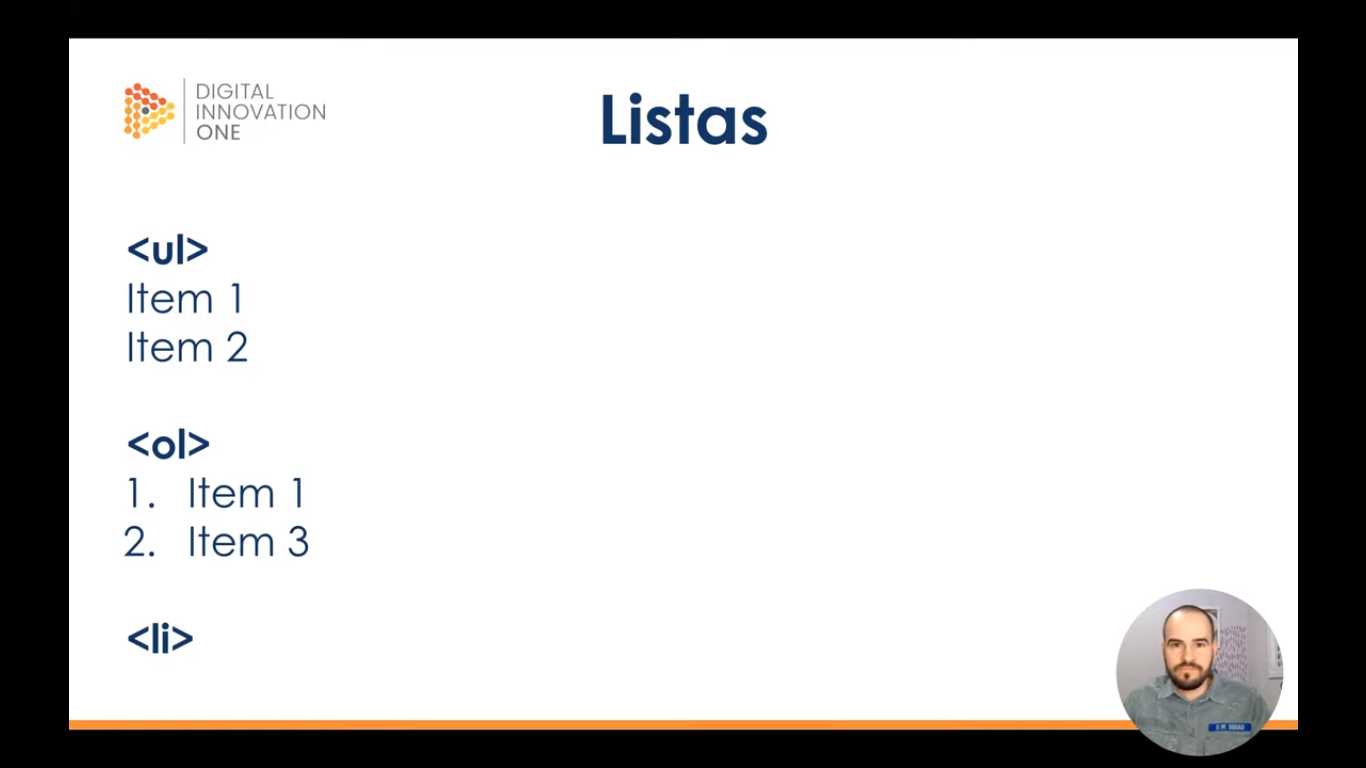 DIGITAL
INNOVATION
ONE
Listas
<ul>
Item 1
Item 2
<ol>
1. Item 1
2. Item 3
<li>